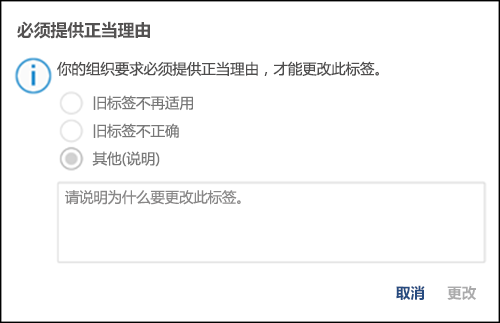 必须提供正当理由
你的组织要求必须提供正当理由，才能更改此标签。
旧标签不再适用
旧标签不正确
其他(说明)
请说明为什么要更改此标签。
取消 更改